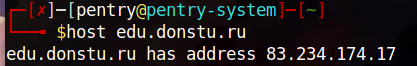 ┌─[✗]─[pentry@pentry-system]─[~]
└──╼ $host edu.donstu.ru
edu.donstu.ru has address 83.234.174.17